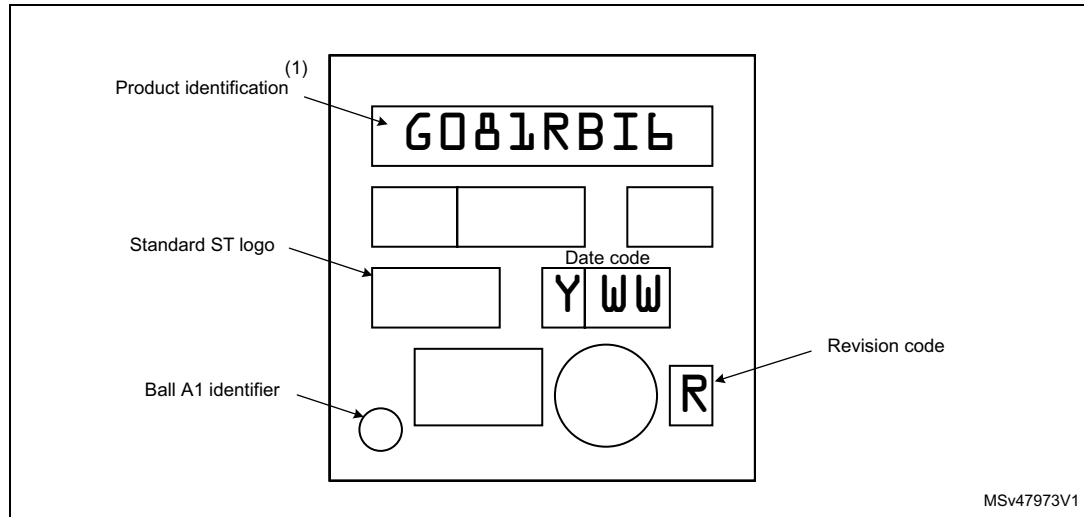 (1)
Product identification
G081RBI6
Standard ST logo
Date code
Y WW
Revision code
Ball A1 identifier
R
MSv47973V1